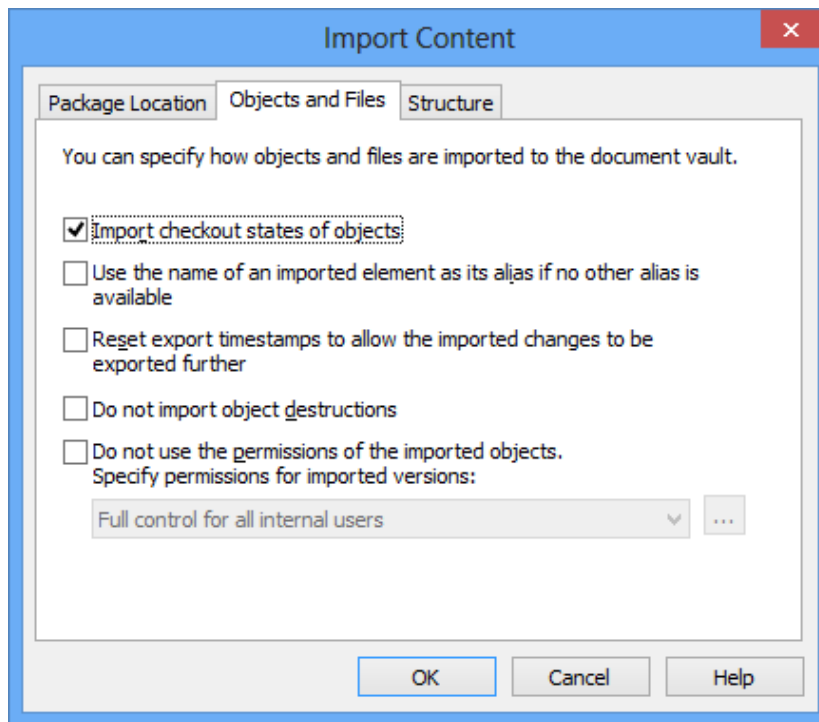 Import Content
Package Location
Objects and Files
Structure
You can specify how objects and files are imported to the document vault.
Import checkout states of objects
Use the name of an imported element as its alias if no other alias is
available
Reset export timestamps to allow the imported changes to be
exported further
Do not import object destructions
Do not use the permissions of the imported objects.
Specify permissions for imported versions:
Full control for all internal users
...
OK
Cancel
Help